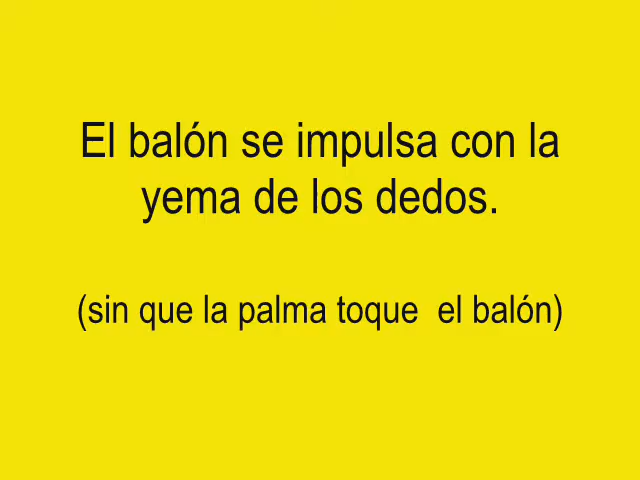 El balón se impulsa con la
yema de los dedos.
(sin que la palma toque  el balón)